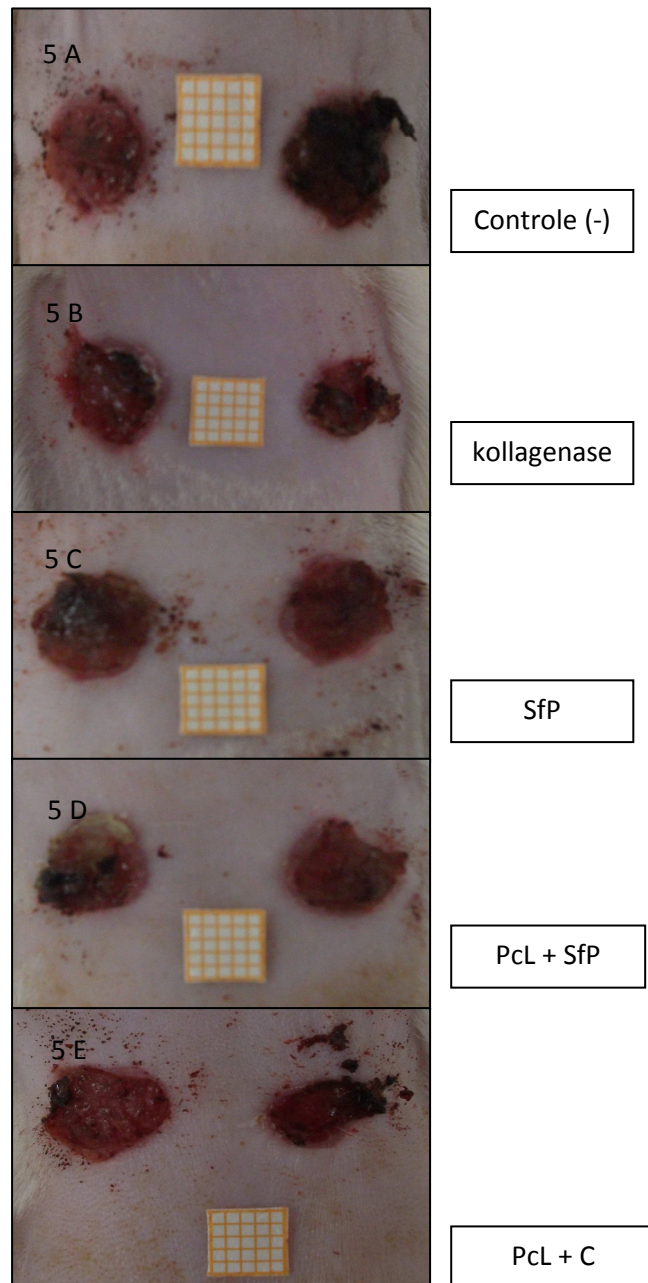 5 A
Controle (-)
5 B
kollagenase
5 C
SfP
5 D
PcL + SfP
5 E
PcL + C